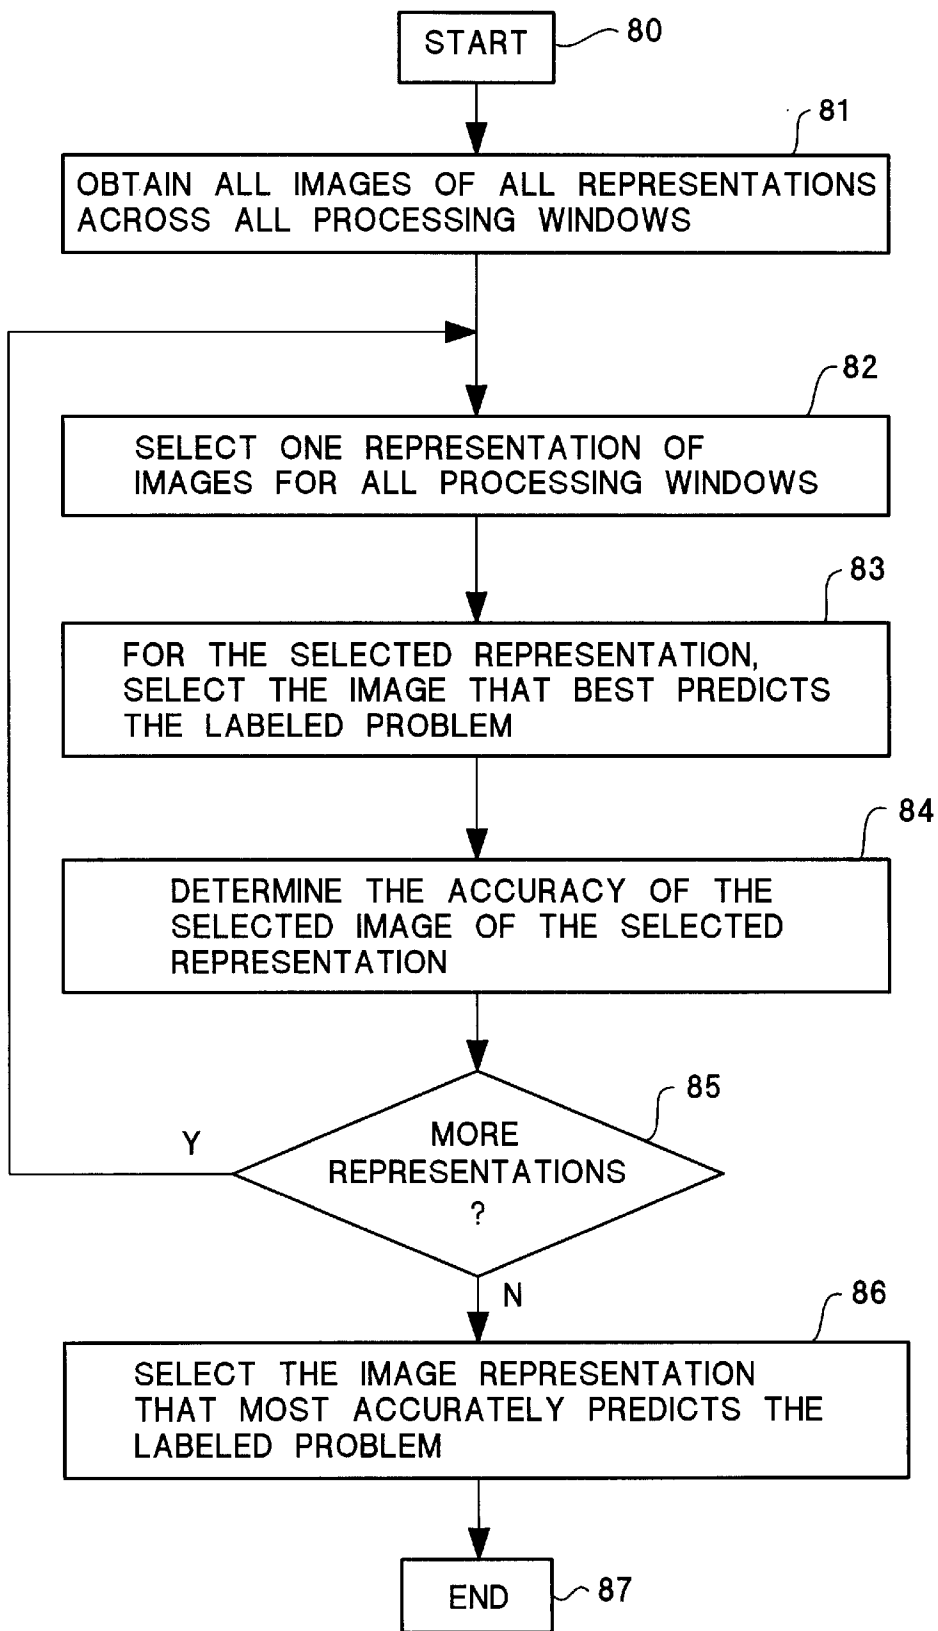 START
80
81
OBTAIN ALL IMAGES OF ALL REPRESENTATIONS
ACROSS ALL PROCESSING WINDOWS
82
SELECT ONE REPRESENTATION OF
IMAGES FOR ALL PROCESSING WINDOWS
83
FOR THE SELECTED REPRESENTATION,
SELECT THE IMAGE THAT BEST PREDICTS
THE LABELED PROBLEM
84
DETERMINE THE ACCURACY OF THE
SELECTED IMAGE OF THE SELECTED
REPRESENTATION
85
MORE
REPRESENTATIONS
?
Y
N
86
SELECT THE IMAGE REPRESENTATION
THAT MOST ACCURATELY PREDICTS THE
LABELED PROBLEM
END
87